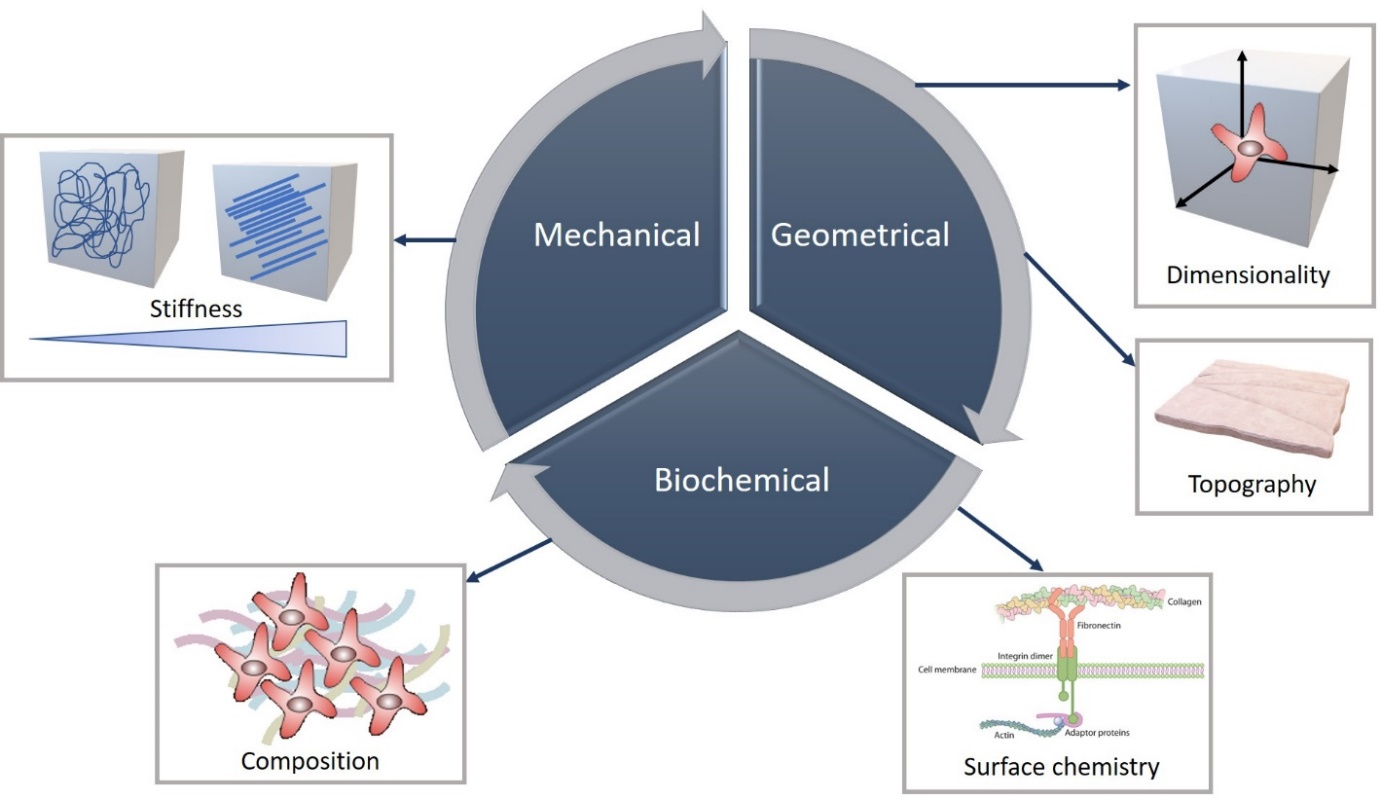 Mechanical
Geometrical
Biochemical
Stiffness
Dimensionality
Topography
Composition
Collagen
Fibronectin
Integrin dimer
Cell membrane
Actin
Adaptor proteins
Surface chemistry